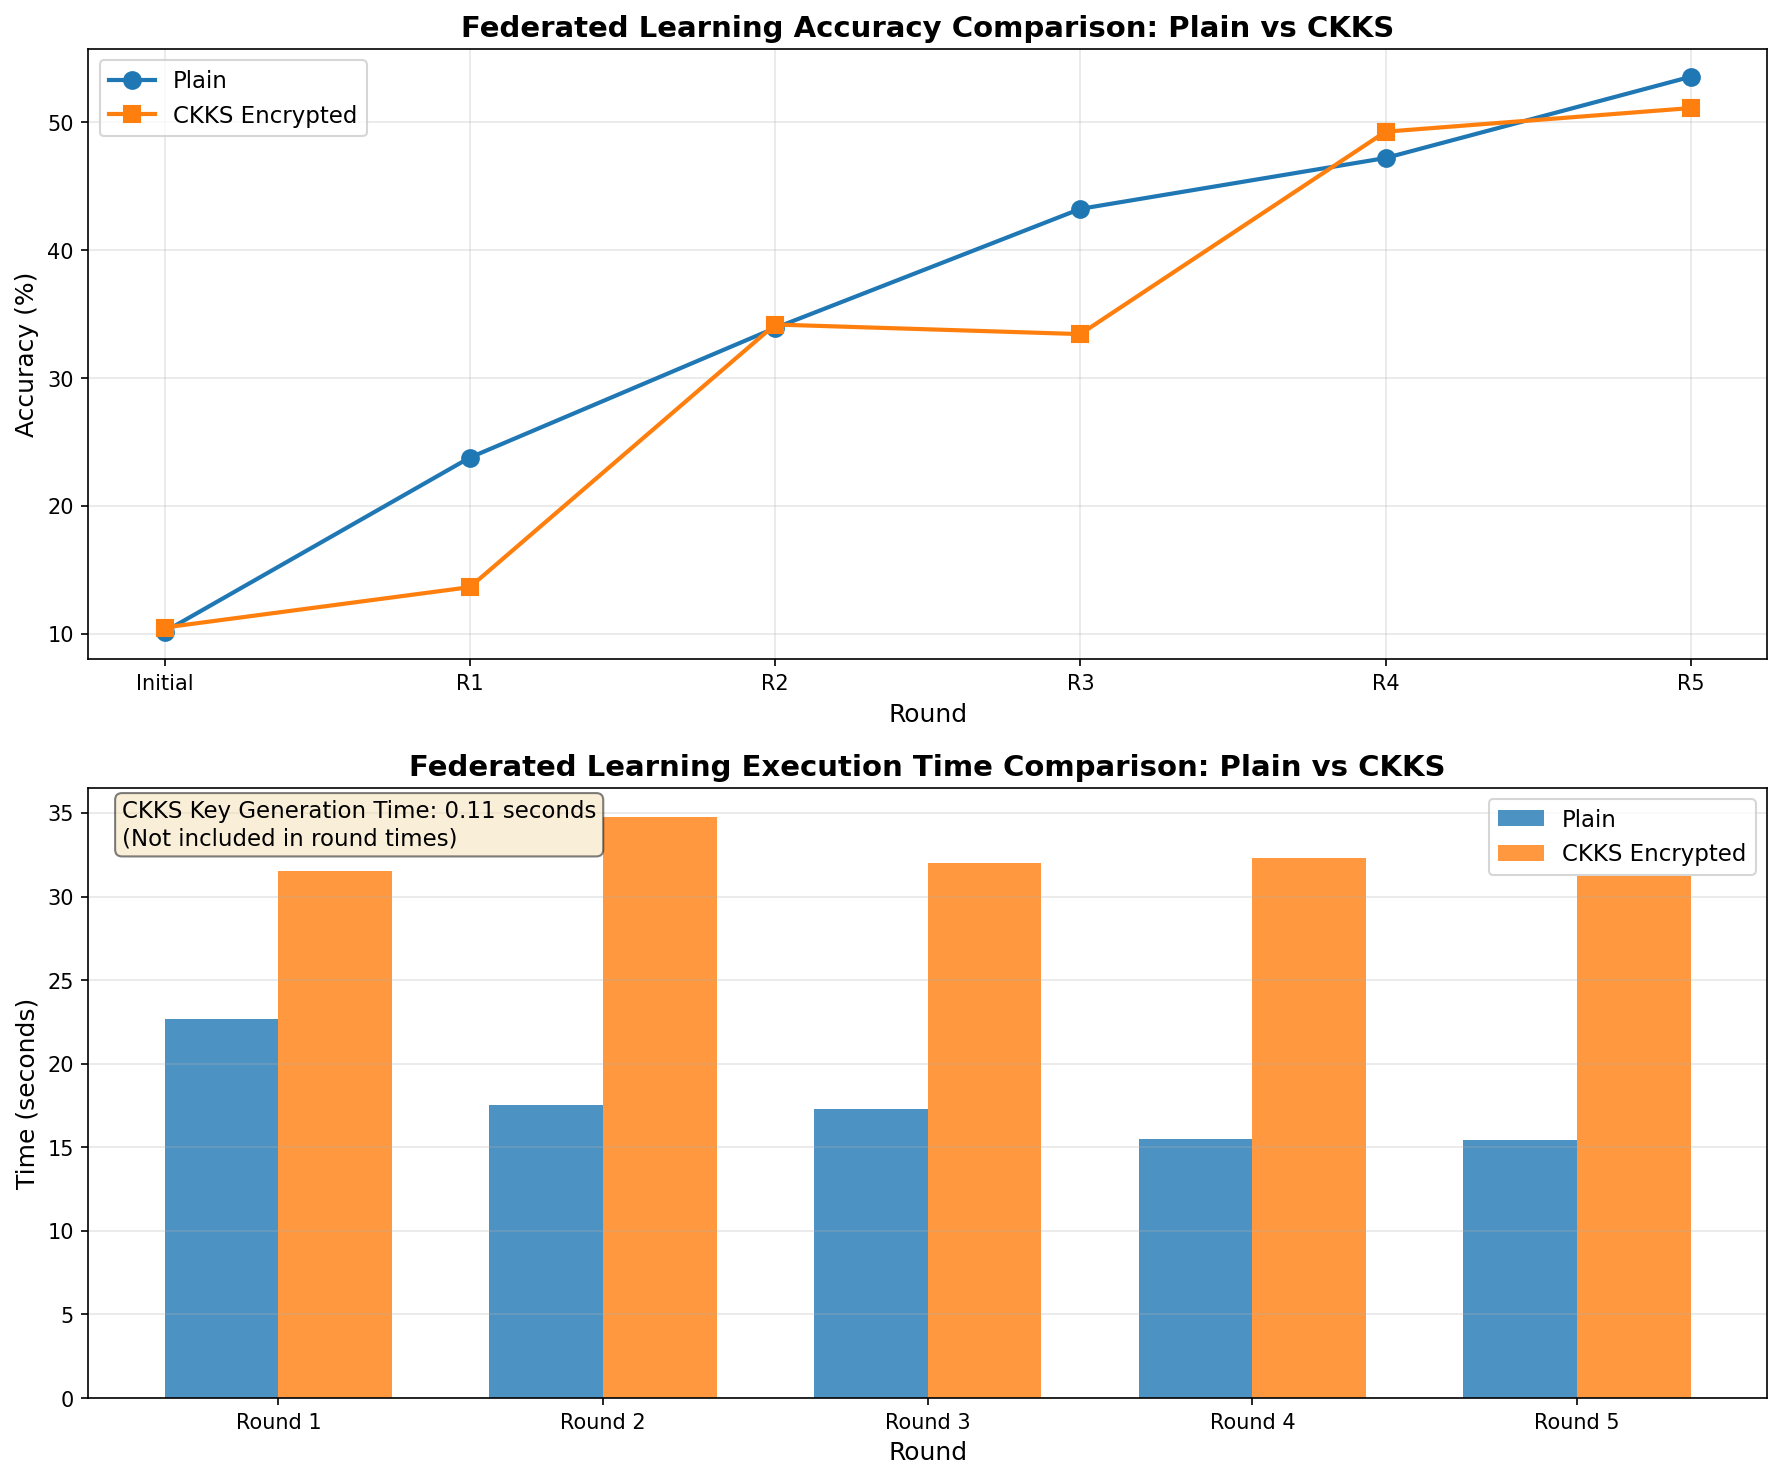 Federated Learning Accuracy Comparison: Plain vs CKKS
Plain
CKKS Encrypted
Accuracy (%)
50
40
30
20
10
Initial R1 R2 R3 R4 R5
Round
Federated Learning Execution Time Comparison: Plain vs CKKS
CKKS Key Generation Time: 0.11 seconds
(Not included in round times)
Plain
CKKS Encrypted
Time (seconds)
35
30
25
20
15
10
5
0
Round 1 Round 2 Round 3 Round 4 Round 5
Round